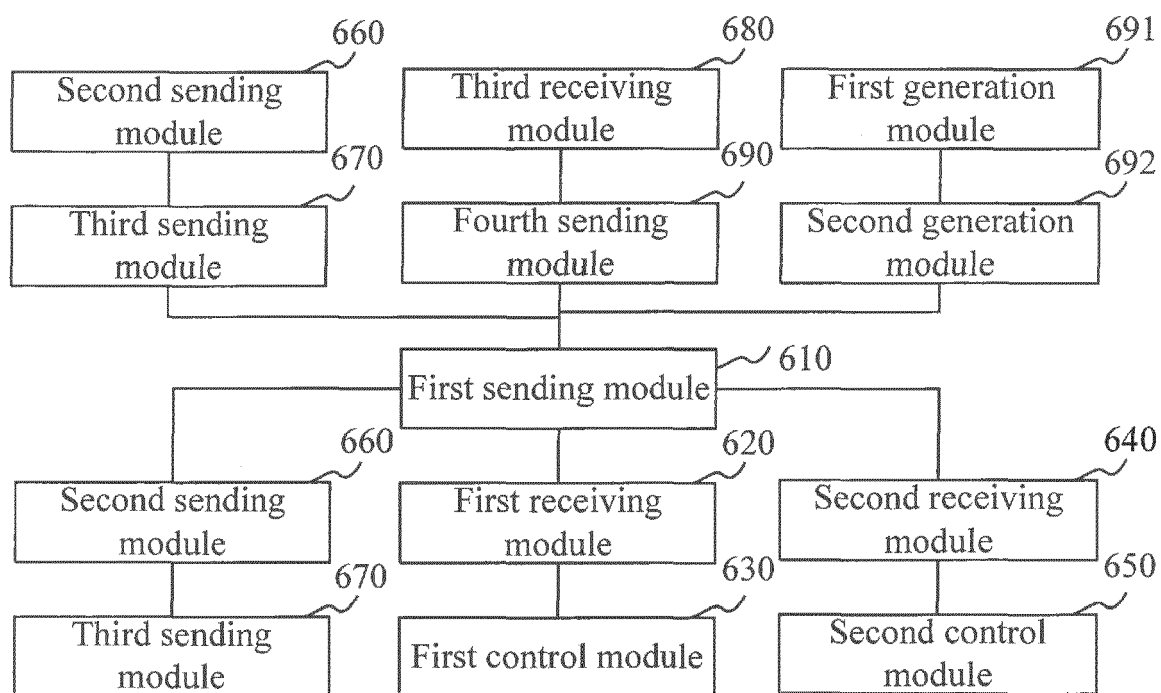 660
680
691
Second sending
module
Third receiving
module
First generation
module
670
690
692
Third sending
module
Fourth sending
module
Second generation
module
610
First sending module
660
620
640
Second sending
module
First receiving
module
Second receiving
module
670
630
650
Third sending
module
First control module
Second control
module